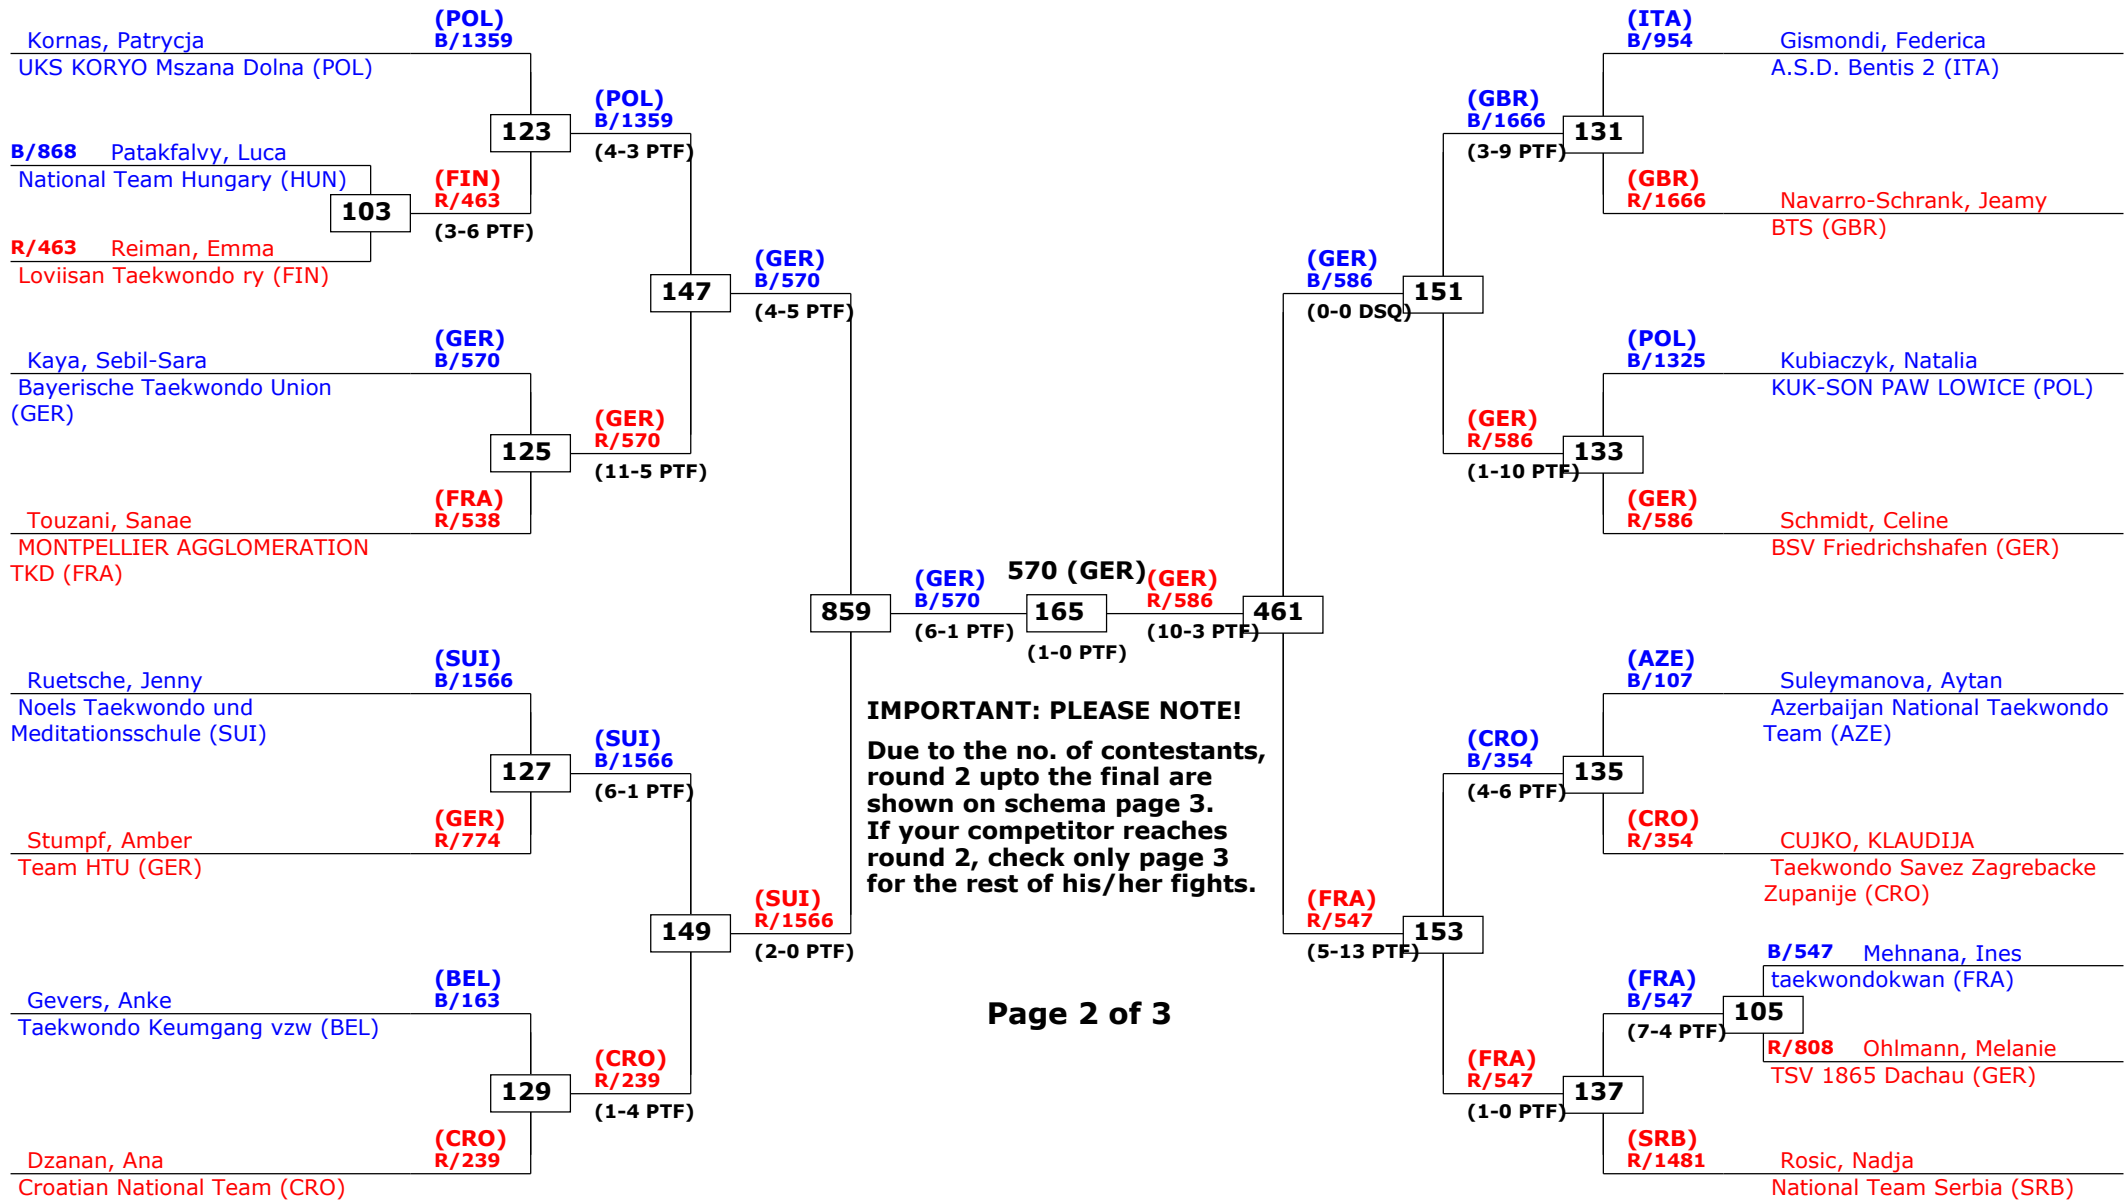 (POL)
Kornas, Patrycja B/1359
UKS KORYO Mszana Dolna (POL)
(POL)
B/1359
123
(4-3 PTF)
B/868 Patakfalvy, Luca
National Team Hungary (HUN)
(FIN)
R/463
103
(3-6 PTF)
R/463 Reiman, Emma
Loviisan Taekwondo ry (FIN)
(GER)
B/570
147
(4-5 PTF)
(GER)
Kaya, Sebil-Sara B/570
Bayerische Taekwondo Union
(GER)
(GER)
R/570
125
(11-5 PTF)
(FRA)
Touzani, Sanae R/538
MONTPELLIER AGGLOMERATION
TKD (FRA)
859
(GER)
B/570
(6-1 PTF)
570 (GER)
165
(1-0 PTF)
(GER)
R/586
(10-3 PTF)
461
(SUI)
Ruetsche, Jenny B/1566
Noels Taekwondo und
Meditationsschule (SUI)
(SUI)
B/1566
127
(6-1 PTF)
(GER)
Stumpf, Amber R/774
Team HTU (GER)
(SUI)
R/1566
149
(2-0 PTF)
(BEL)
Gevers, Anke B/163
Taekwondo Keumgang vzw (BEL)
(CRO)
R/239
129
(1-4 PTF)
(CRO)
Dzanan, Ana R/239
Croatian National Team (CRO)
IMPORTANT: PLEASE NOTE!
Due to the no. of contestants,
round 2 upto the final are
shown on schema page 3.
If your competitor reaches
round 2, check only page 3
for the rest of his/her fights.
Page 2 of 3
(ITA)
B/954 Gismondi, Federica
A.S.D. Bentis 2 (ITA)
(GBR)
B/1666
131
(3-9 PTF)
(GBR)
R/1666 Navarro-Schrank, Jeamy
BTS (GBR)
(GER)
B/586
151
(0-0 DSQ)
(POL)
B/1325 Kubiaczyk, Natalia
KUK-SON PAW LOWICE (POL)
(GER)
R/586
133
(1-10 PTF)
(GER)
R/586 Schmidt, Celine
BSV Friedrichshafen (GER)
(AZE)
B/107 Suleymanova, Aytan
Azerbaijan National Taekwondo
Team (AZE)
(CRO)
B/354
135
(4-6 PTF)
(CRO)
R/354 CUJKO, KLAUDIJA
Taekwondo Savez Zagrebacke
Zupanije (CRO)
(FRA)
R/547
153
(5-13 PTF)
B/547 Mehnana, Ines
taekwondokwan (FRA)
(FRA)
B/547
105
(7-4 PTF)
R/808 Ohlmann, Melanie
TSV 1865 Dachau (GER)
(FRA)
R/547
137
(1-0 PTF)
(SRB)
R/1481 Rosic, Nadja
National Team Serbia (SRB)